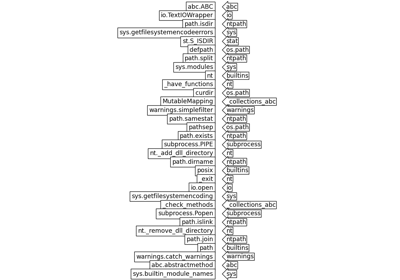 abc.ABC abc
io.TextIOWrapper io
path.isdir ntpath
sys.getfilesystemencodeerrors sys
st.S_ISDIR stat
defpath os.path
path.split ntpath
sys.modules sys
nt builtins
_have_functions nt
curdir os.path
MutableMapping _collections_abc
warnings.simplefilter warnings
path.samestat ntpath
pathsep os.path
path.exists ntpath
subprocess.PIPE subprocess
nt._add_dll_directory nt
path.dirname ntpath
posix builtins
_exit nt
io.open io
sys.getfilesystemencoding sys
_check_methods _collections_abc
subprocess.Popen subprocess
path.islink ntpath
nt._remove_dll_directory nt
path.join ntpath
path builtins
warnings.catch_warnings warnings
abc.abstractmethod abc
sys.builtin_module_names sys